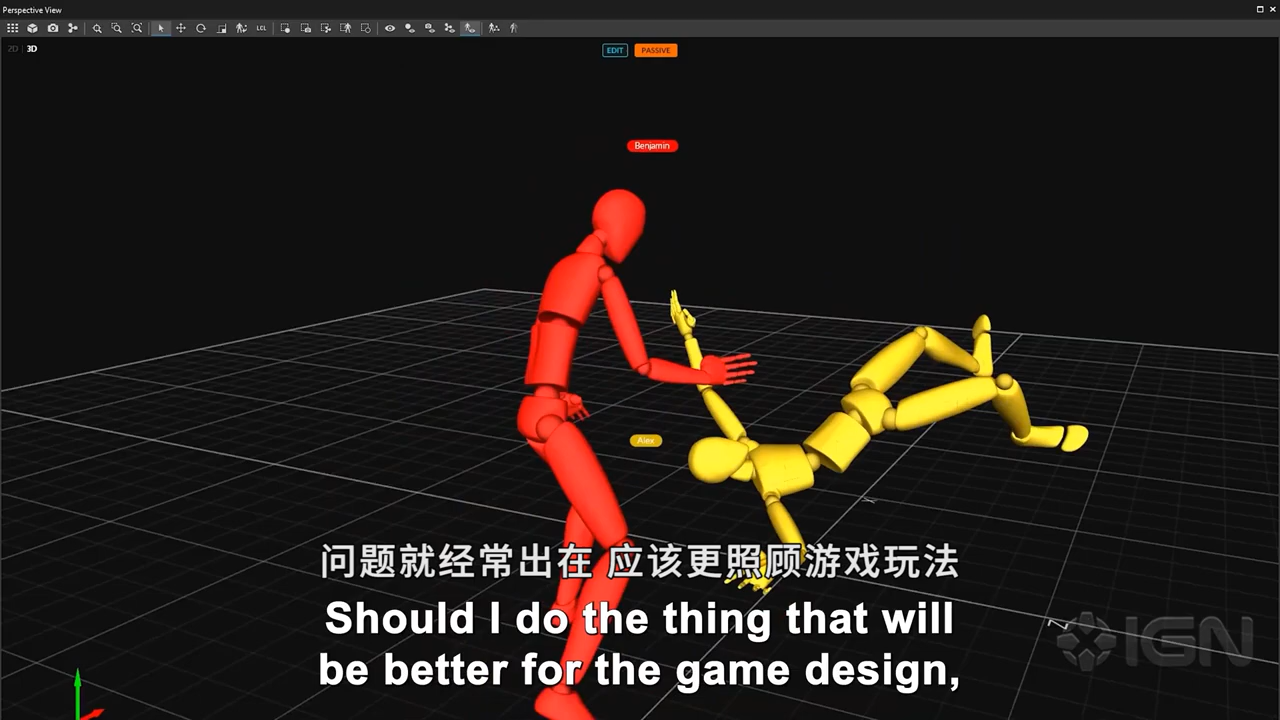 Perspective View
LCL
2D 3D
EDIT PASSIVE
Benjamin
Alex
问题就经常出在 应该更照顾游戏玩法
Should I do the thing that will
be better for the game design,
IGN